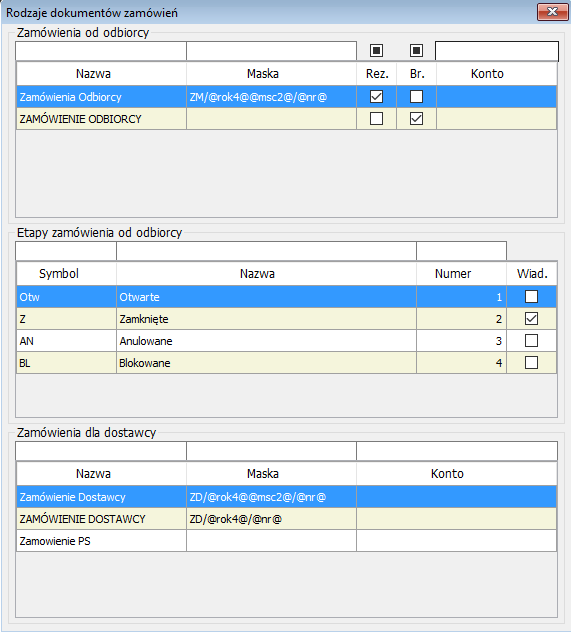 Rodzaje dokumentów zamówień
Zamówienia od odbiorcy
Nazwa Maska Rez. Br. Konto
Zamówienia Odbiorcy ZM/@rok4@@msc2@/@nr@
ZAMÓWIENIE ODBIORCY
Etapy zamówienia od odbiorcy
Symbol Nazwa Numer Wiad.
Otw Otwarte 1
Z Zamknięte 2
AN Anulowane 3
BL Blokowane 4
Zamówienia dla dostawcy
Nazwa Maska Konto
Zamówienie Dostawcy ZD/@rok4@@msc2@/@nr@
ZAMÓWIENIE DOSTAWCY ZD/@rok4@/@nr@
Zamowienie PS